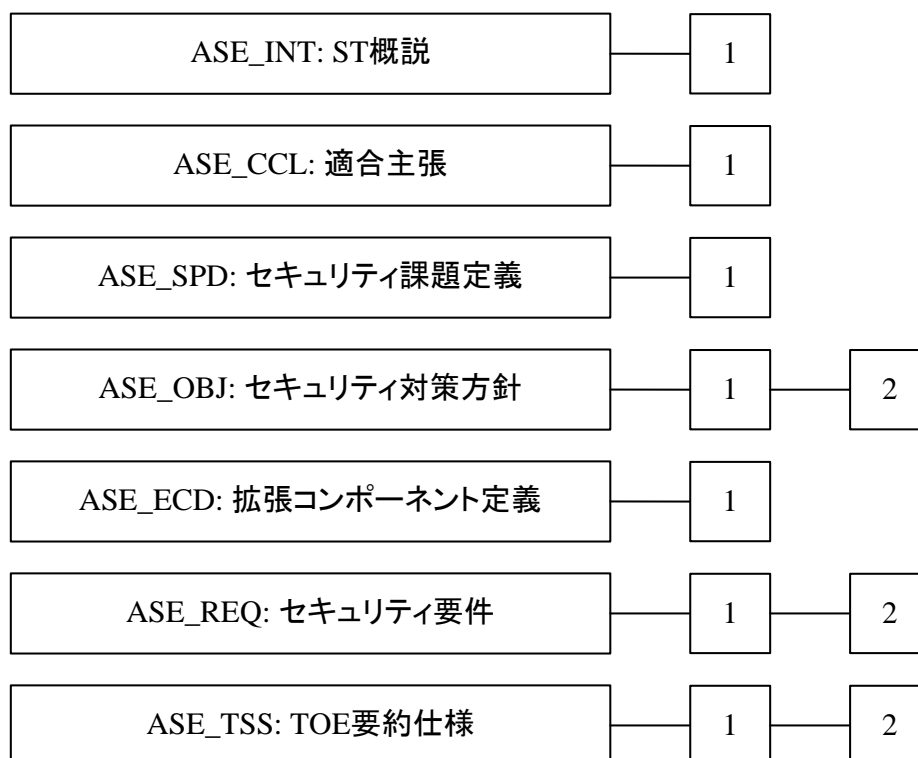 ASE_INT: ST概説 1
ASE_CCL: 適合主張 1
ASE_SPD: セキュリティ課題定義 1
ASE_OBJ: セキュリティ対策方針 1 2
ASE_ECD: 拡張コンポーネント定義 1
ASE_REQ: セキュリティ要件 1 2
ASE_TSS: TOE要約仕様 1 2